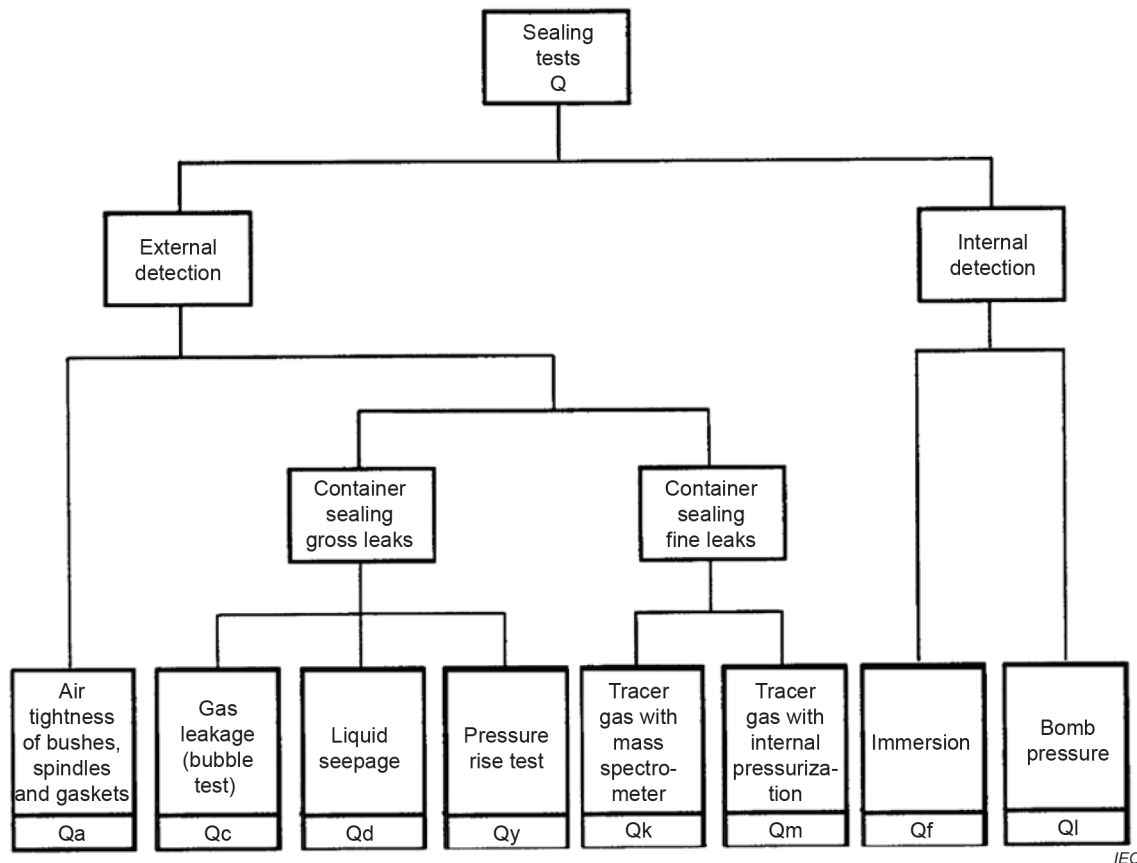 Sealing
tests
Q
External
detection
Internal
detection
Container
sealing
gross leaks
Container
sealing
fine leaks
Air
tightness
of bushes,
spindles
and gaskets
Qa
Gas
leakage
(bubble
test)
Qc
Liquid
seepage
Qd
Pressure
rise test
Qy
Tracer
gas with
mass
spectro-
meter
Qk
Tracer
gas with
internal
pressuriza-
tion
Qm
Immersion
Qf
Bomb
pressure
Ql
IEC